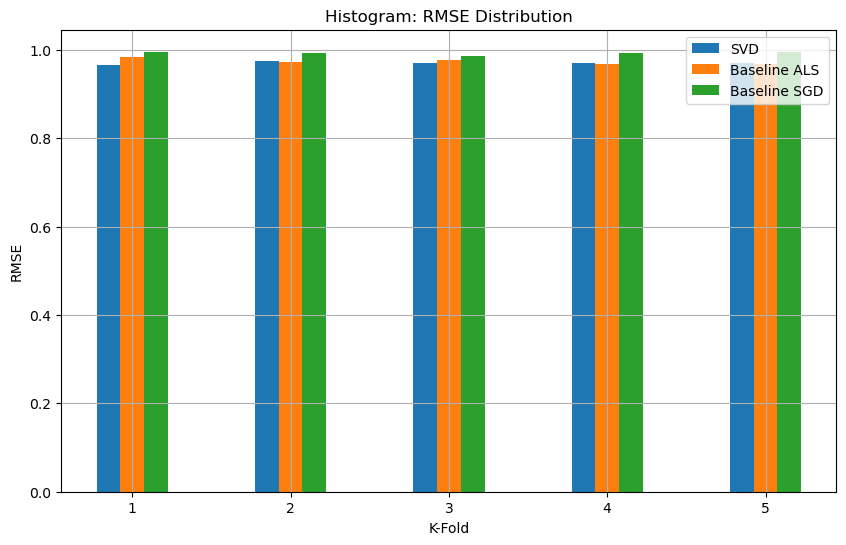 Histogram: RMSE Distribution
1.0
0.8
0.6
0.4
0.2
0.0
RMSE
SVD
Baseline ALS
Baseline SGD
1 2 3 4 5
K-Fold